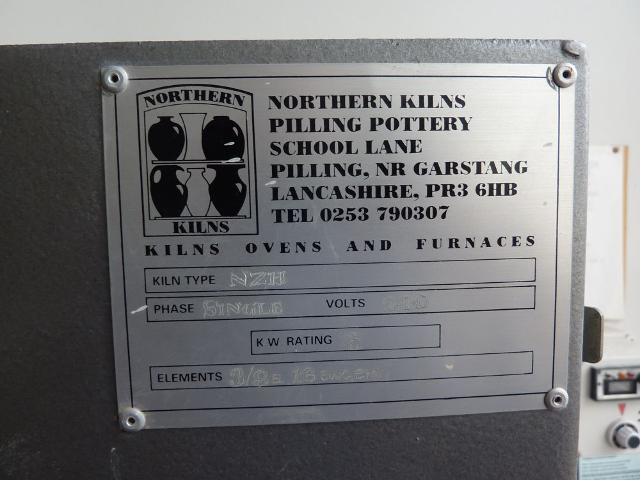 NORTHERN
KILNS
NORTHERN KILNS
PILLING POTTERY
SCHOOL LANE
PILLING, NR GARSTANG
LANCASHIRE, PR3 6HB
TEL 0253 790307
KILNS OVENS AND FURNACES
KILN TYPE NZH
PHASE SINGLE VOLTS
KW RATING
ELEMENTS